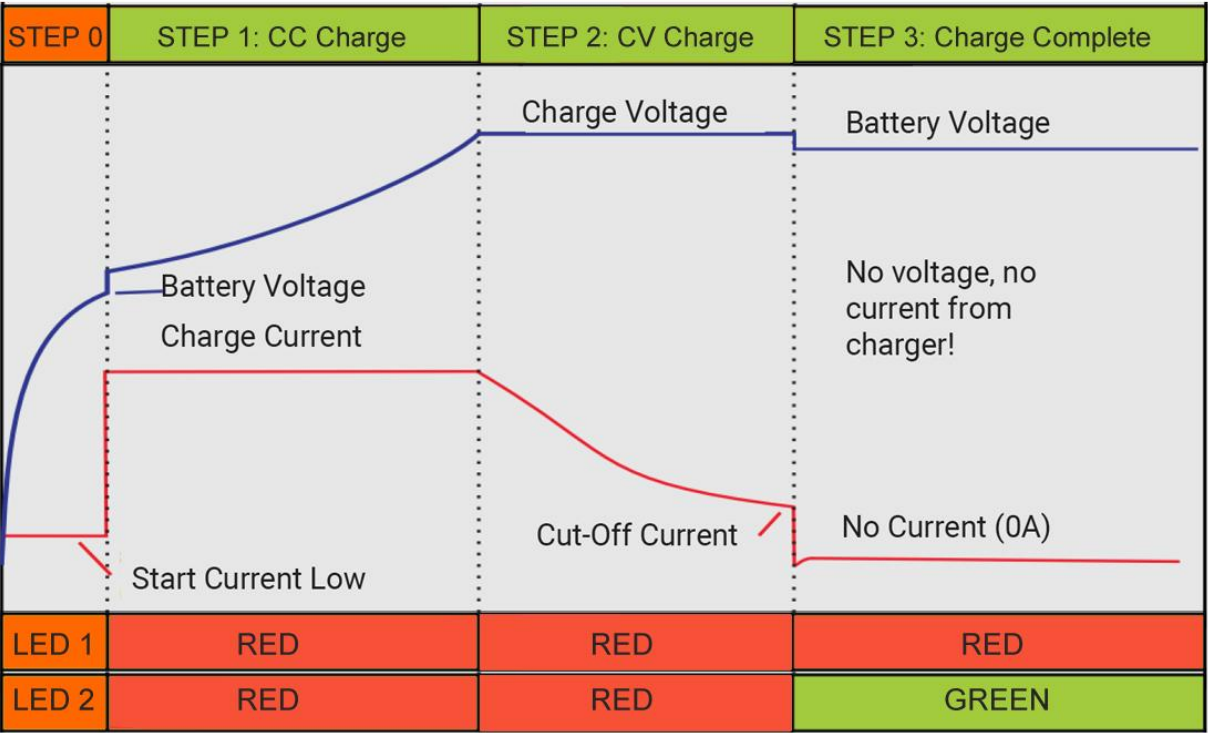 STEP 0
STEP 1: CC Charge
STEP 2: CV Charge
STEP 3: Charge Complete
Charge Voltage
Battery Voltage
Battery Voltage
Charge Current
No voltage, no
current from
charger!
Cut-Off Current
No Current (0A)
Start Current Low
LED 1
RED
RED
RED
LED 2
RED
RED
GREEN